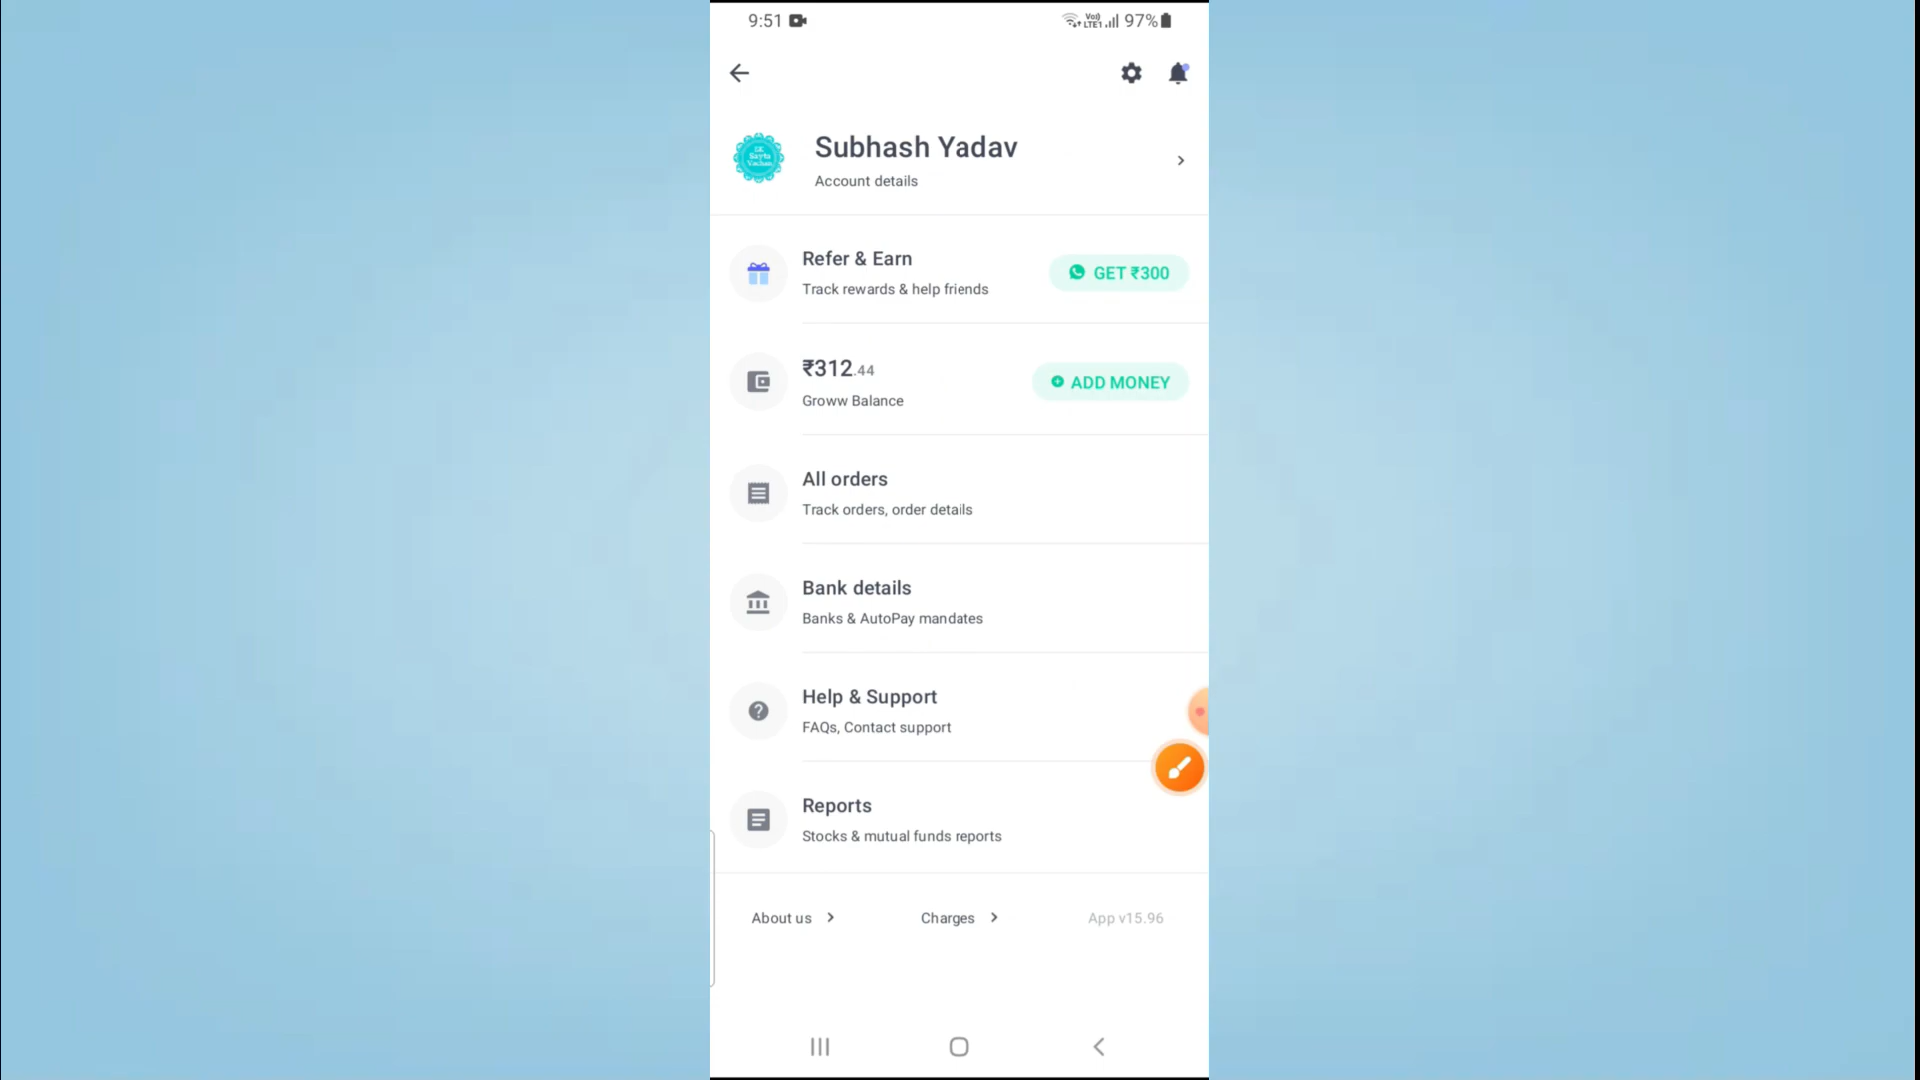 9:51 97%
Subhash Yadav
Account details
Refer & Earn
GET ₹300
Track rewards & help friends
₹312.44
ADD MONEY
Groww Balance
All orders
Track orders, order details
Bank details
Banks & AutoPay mandates
Help & Support
FAQs, Contact support
Reports
Stocks & mutual funds reports
About us Charges App v15.96